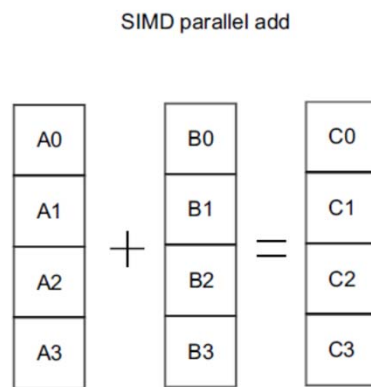 SIMD parallel add
A0 B0 C0
A1 B1 C1
+ =
A2 B2 C2
A3 B3 C3